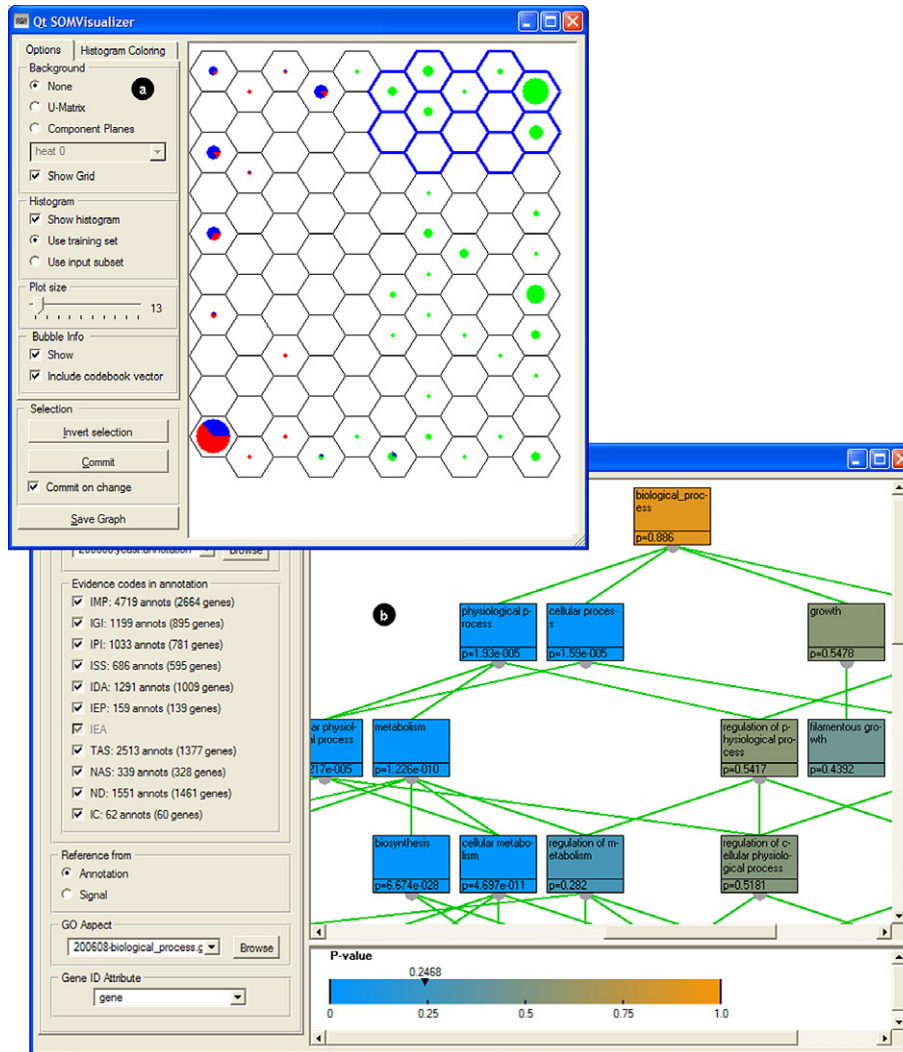 Qt SOMVisualizer
Options
Histogram Coloring
Background
None
a
U-Matrix
Component Planes
heat 0
Show Grid
Histogram
Show histogram
Use training set
Use input subset
Plot size
13
Bubble Info
Show
Include codebook vector
Selection
Invert selection
Commit
Commit on change
Save Graph
Browse
Evidence codes in annotation
IMP: 4719 annots (2664 genes)
IGI: 1199 annots (895 genes)
IPI: 1033 annots (781 genes)
ISS: 686 annots (595 genes)
IDA: 1291 annots (1009 genes)
IEP: 159 annots (139 genes)
IEA
TAS: 2513 annots (1377 genes)
NAS: 339 annots (328 genes)
ND: 1551 annots (1461 genes)
IC: 62 annots (60 genes)
Reference from
Annotation
Signal
GO Aspect
200608-biological_process.g
Browse
Gene ID Attribute
gene
b
biological_proc-
ess
p=0.886
physiological p-
rocess
p=1.93e-005
cellular proces-
s
p=1.59e-005
growth
p=0.5478
lar physiol-
al process
217e-005
metabolism
p=1.226e-010
regulation of p-
hysiological pro-
cess
p=0.5417
filamentous gro-
wth
p=0.4392
biosynthesis
p=6.674e-028
cellular metabo-
lism
p=4.697e-011
regulation of m-
etabolism
p=0.282
regulation of c-
ellular physiolo-
gical process
p=0.5181
P-value
0.2468
0 0.25 0.5 0.75 1.0